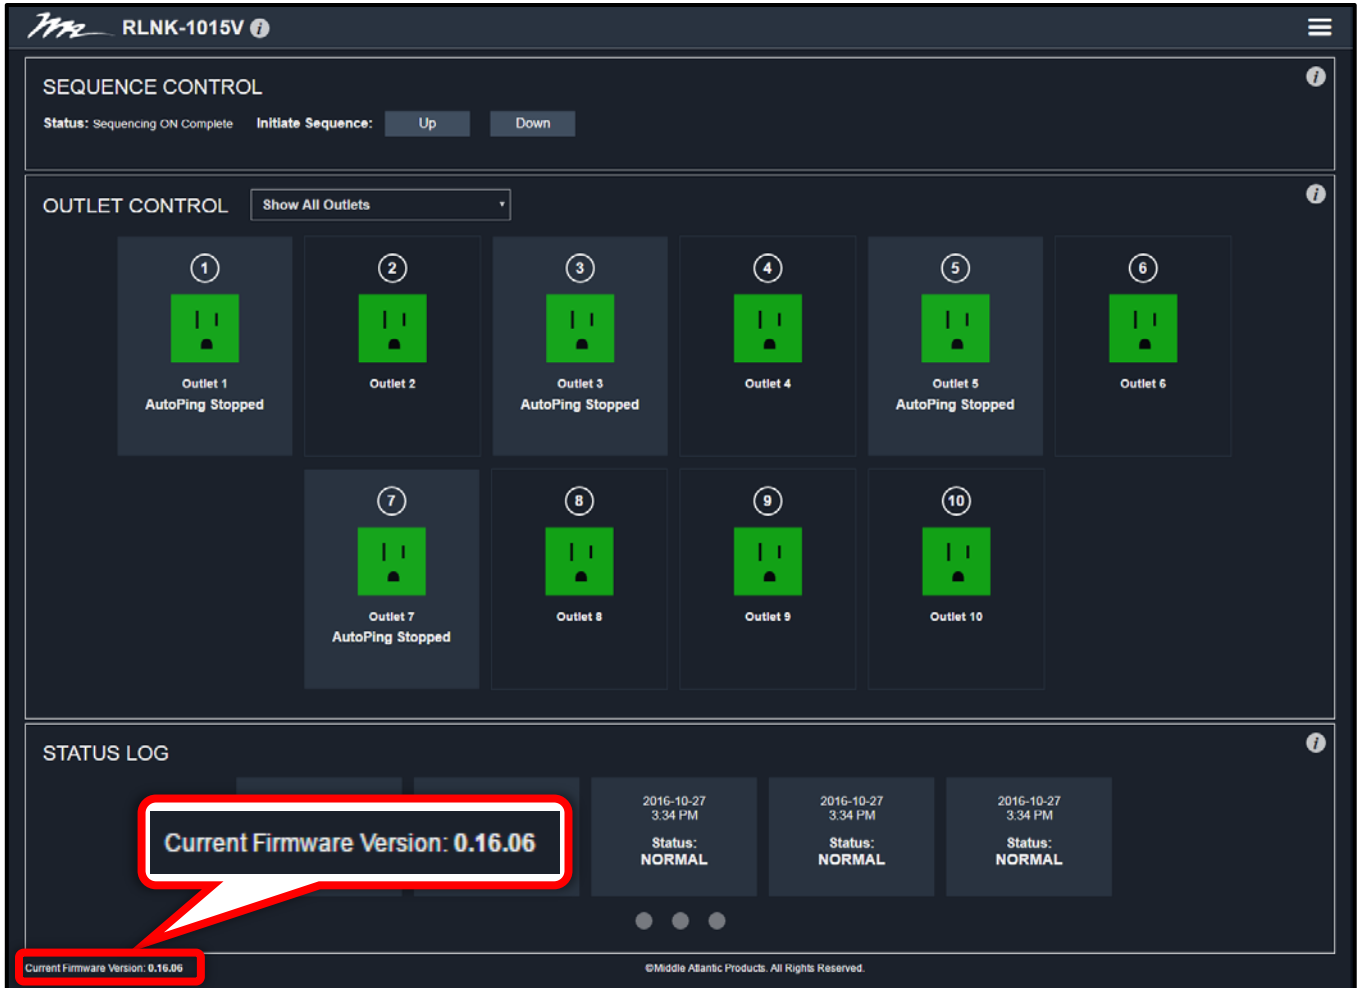 RLNK-1015V i
SEQUENCE CONTROL i
Status: Sequencing ON Complete Initiate Sequence: Up Down
OUTLET CONTROL Show All Outlets i
1 2 3 4 5 6
Outlet 1 Outlet 2 Outlet 3 Outlet 4 Outlet 5 Outlet 6
AutoPing Stopped AutoPing Stopped AutoPing Stopped
7 8 9 10
Outlet 7 Outlet 8 Outlet 9 Outlet 10
AutoPing Stopped
STATUS LOG i
2016-10-27 2016-10-27 2016-10-27
3:34 PM 3:34 PM 3:34 PM
Status: Status: Status:
NORMAL NORMAL NORMAL
Current Firmware Version: 0.16.06
Current Firmware Version: 0.16.06 ©Middle Atlantic Products. All Rights Reserved.